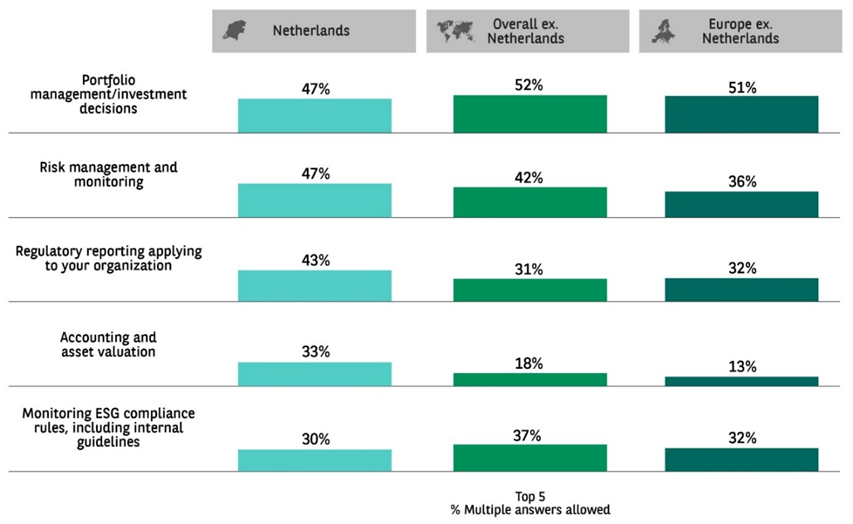 Netherlands
Overall ex.
Netherlands
Europe ex.
Netherlands
Portfolio
management/investment
decisions
47%
52%
51%
Risk management and
monitoring
47%
42%
36%
Regulatory reporting applying
to your organization
43%
31%
32%
Accounting and
asset valuation
33%
18%
13%
Monitoring ESG compliance
rules, including internal
guidelines
30%
37%
32%
Top 5
% Multiple answers allowed